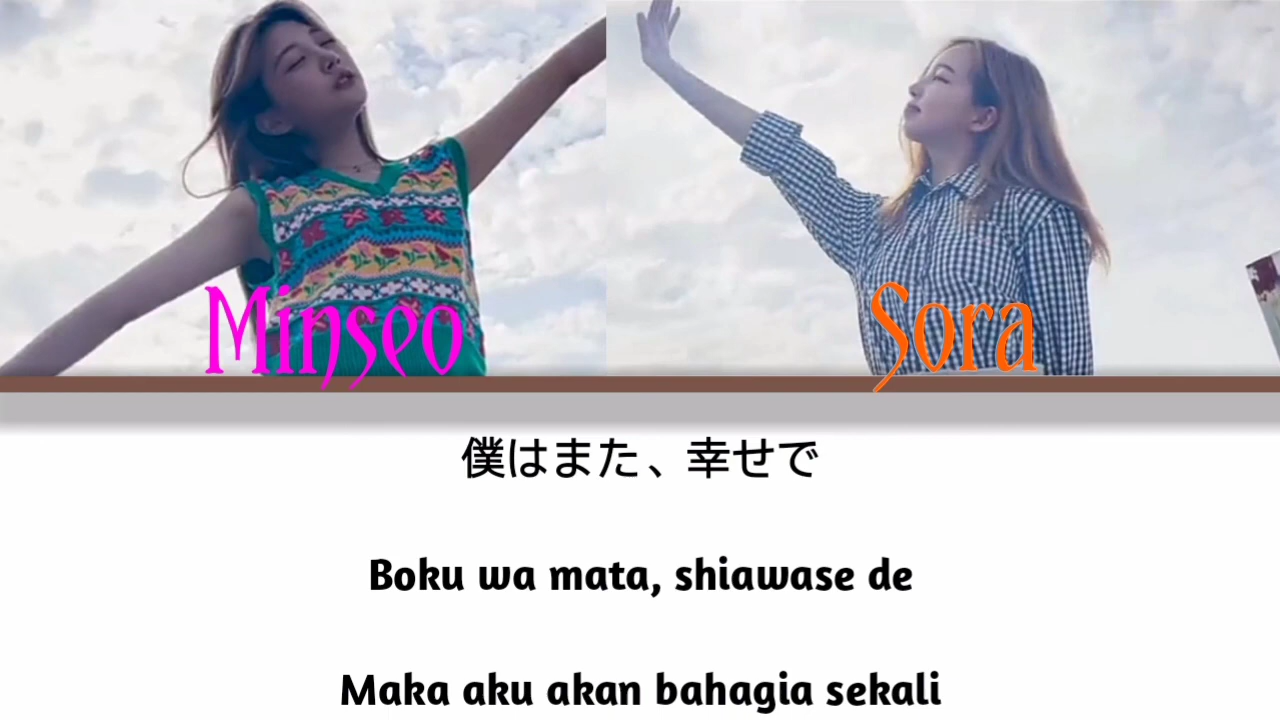 Minseo
Sora
僕はまた、幸せで
Boku wa mata, shiawase de
Maka aku akan bahagia sekali